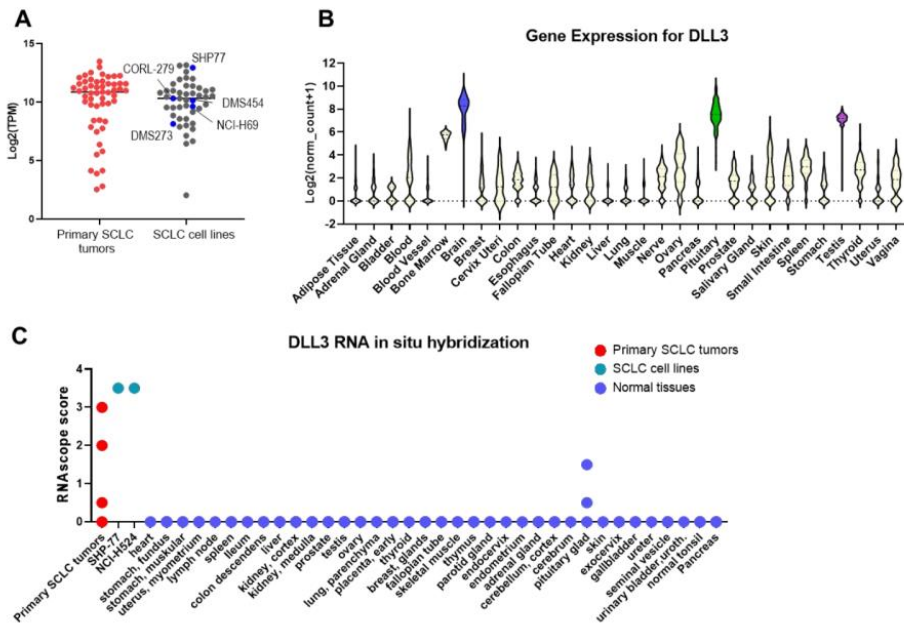 A
Log2(TPM)
15
10
5
0
CORL-279
SHP77
DMS454
NCI-H69
DMS273
Primary SCLC
tumors
SCLC cell lines
B
Gene Expression for DLL3
Log2(norm_count+1)
12
10
8
6
4
2
0
-2
Adipose Tissue
Adrenal Gland
Bladder
Blood
Blood Vessel
Bone Marrow
Brain
Breast
Cervix Uteri
Colon
Esophagus
Fallopian Tube
Heart
Kidney
Liver
Lung
Muscle
Nerve
Ovary
Pancreas
Pituitary
Prostate
Salivary Gland
Skin
Small Intestine
Spleen
Stomach
Testis
Thyroid
Uterus
Vagina
C
DLL3 RNA in situ hybridization
Primary SCLC tumors
SCLC cell lines
Normal tissues
RNAscope score
4
3
2
1
0
Primary SCLC tumors
SHP-77
NCI-H524
heart
stomach, fundus
stomach, muskular
uterus, myometrium
lymph node
spleen
Ileum
colon descendens
liver
kidney, cortex
kidney, medulla
prostate
testis
ovary
lung, parenchyma
placenta, early
thyroid
breast, glands
fallopian tube
skeletal muscle
thymus
parotid gland
endocervix
endometrium
adrenal gland
cerebellum, cortex
cerebrum,
pituitary glad
skin
exocervix
gallbladder
ureter
seminal vesicle
urinary bladder,uroth,
normal tonsil
Pancreas